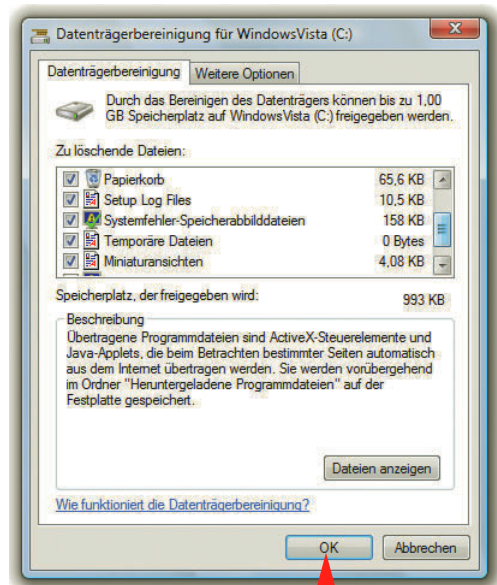 Datenträgerbereinigung für WindowsVista (C:)
Datenträgerbereinigung Weitere Optionen
Durch das Bereinigen des Datenträgers können bis zu 1,00
GB Speicherplatz auf WindowsVista (C:) freigegeben werden.
Zu löschende Dateien:
Papierkorb 65,6 KB
Setup Log Files 10,5 KB
Systemfehler-Speicherabbilddateien 158 KB
Temporäre Dateien 0 Bytes
Miniaturansichten 4,08 KB
Speicherplatz, der freigegeben wird: 993 KB
Beschreibung
Übertragene Programmdateien sind ActiveX-Steuerelemente und
Java-Applets, die beim Betrachten bestimmter Seiten automatisch
aus dem Internet übertragen werden. Sie werden vorübergehend
im Ordner "Heruntergeladene Programmdateien" auf der
Festplatte gespeichert.
Dateien anzeigen
Wie funktioniert die Datenträgerbereinigung?
OK Abbrechen